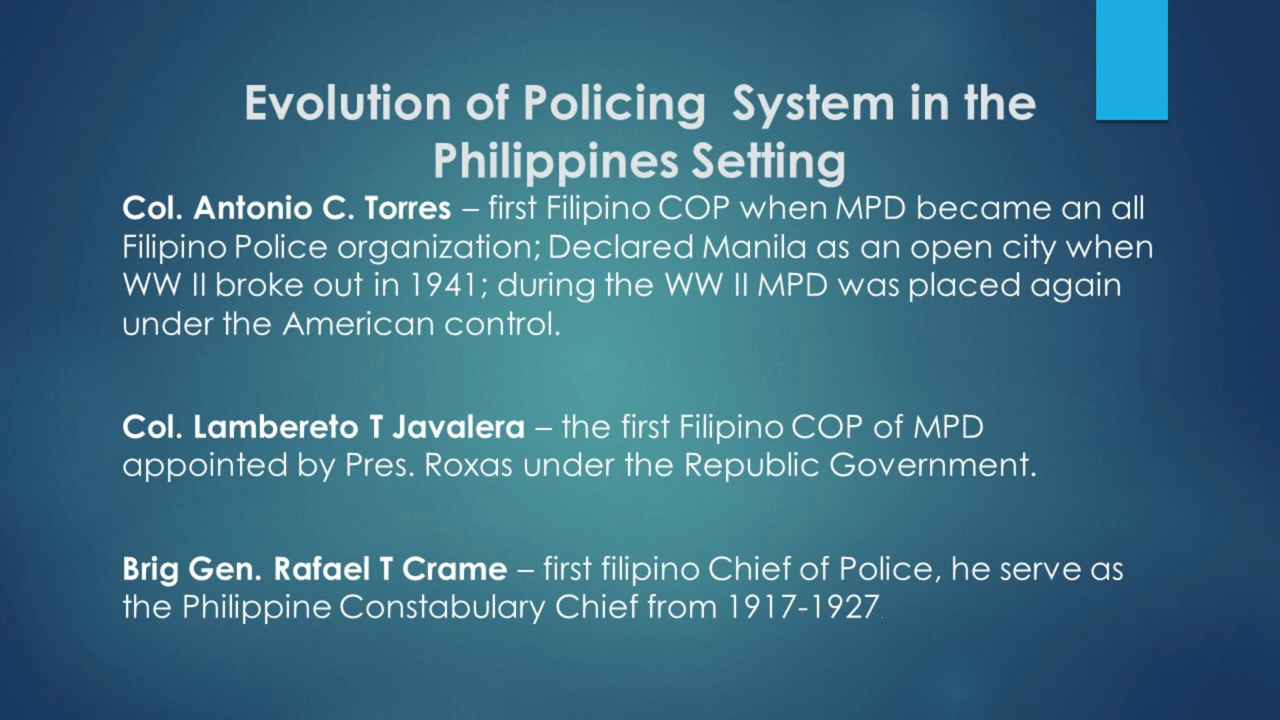 Evolution of Policing System in the
Philippines Setting
Col. Antonio C. Torres – first Filipino COP when MPD became an all
Filipino Police organization; Declared Manila as an open city when
WW II broke out in 1941; during the WW II MPD was placed again
under the American control.
Col. Lambereto T Javalera – the first Filipino COP of MPD
appointed by Pres. Roxas under the Republic Government.
Brig Gen. Rafael T Crame – first filipino Chief of Police, he serve as
the Philippine Constabulary Chief from 1917-1927.